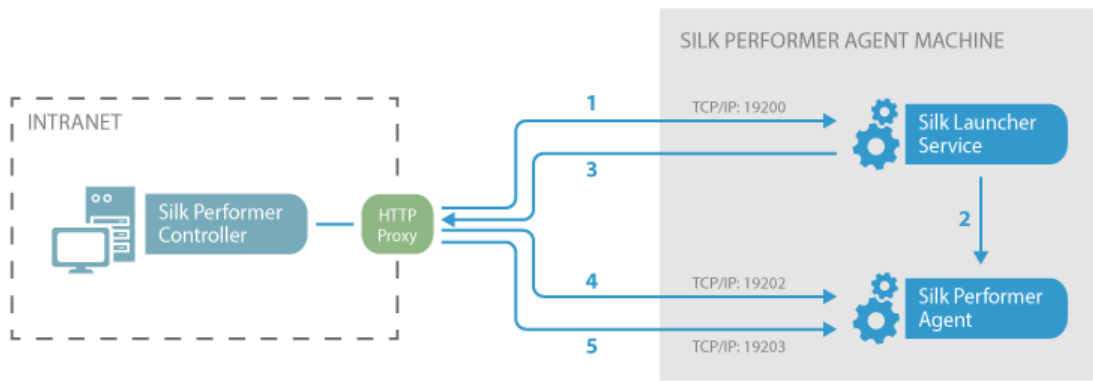 SILK PERFORMER AGENT MACHINE
INTRANET
1
TCP/IP: 19200
Silk Launcher
Service
3
Silk Performer
Controller
HTTP
Proxy
2
4
TCP/IP: 19202
Silk Performer
Agent
5
TCP/IP: 19203